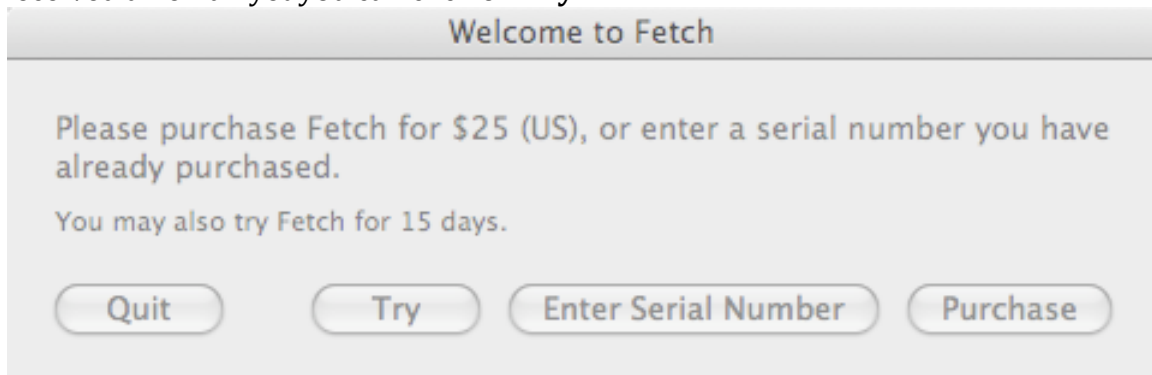 Welcome to Fetch
Please purchase Fetch for $25 (US), or enter a serial number you have
already purchased.
You may also try Fetch for 15 days.
Quit Try Enter Serial Number Purchase